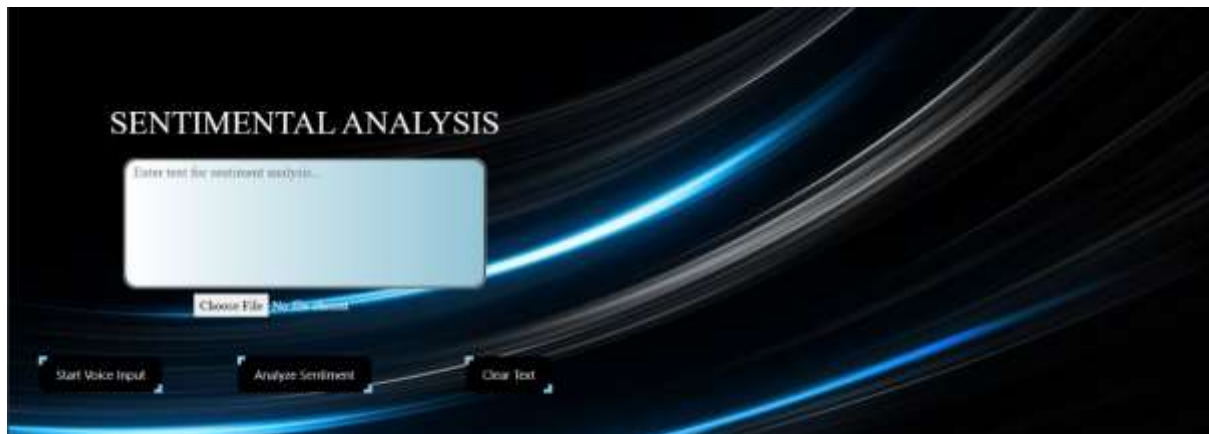 SENTIMENTAL ANALYSIS
Enter text for sentiment analysis...
Choose File No file chosen
Start Voice Input
Analyze Sentiment
Clear Text